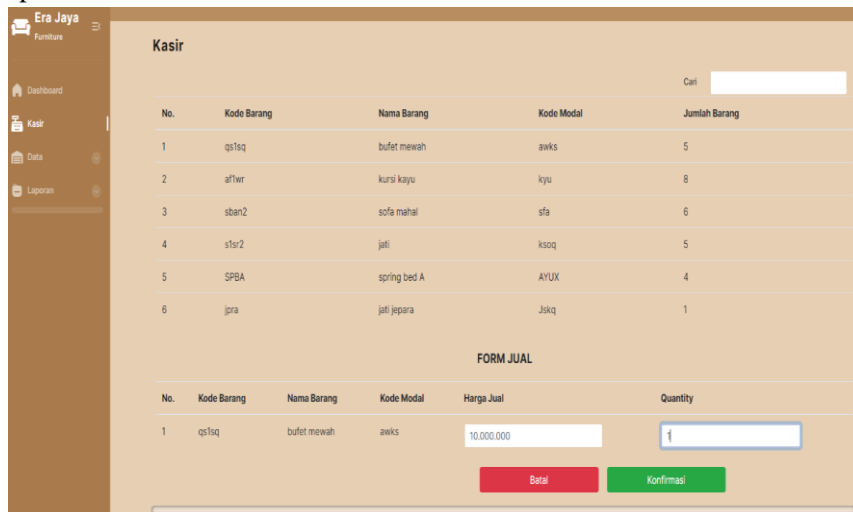 Era Jaya
Furniture
Dashboard
Kasir
Data
Laporan
Kasir
Cari
No. Kode Barang Nama Barang Kode Modal Jumlah Barang
1 qs1sq bufet mewah awks 5
2 af1wr kursi kayu kyu 8
3 sban2 sofa mahal sfa 6
4 s1sr2 jati ksoq 5
5 SPBA spring bed A AYUX 4
6 jpra jati jepara Jskq 1
FORM JUAL
No. Kode Barang Nama Barang Kode Modal Harga Jual Quantity
1 qs1sq bufet mewah awks 10.000.000 1
Batal Konfirmasi